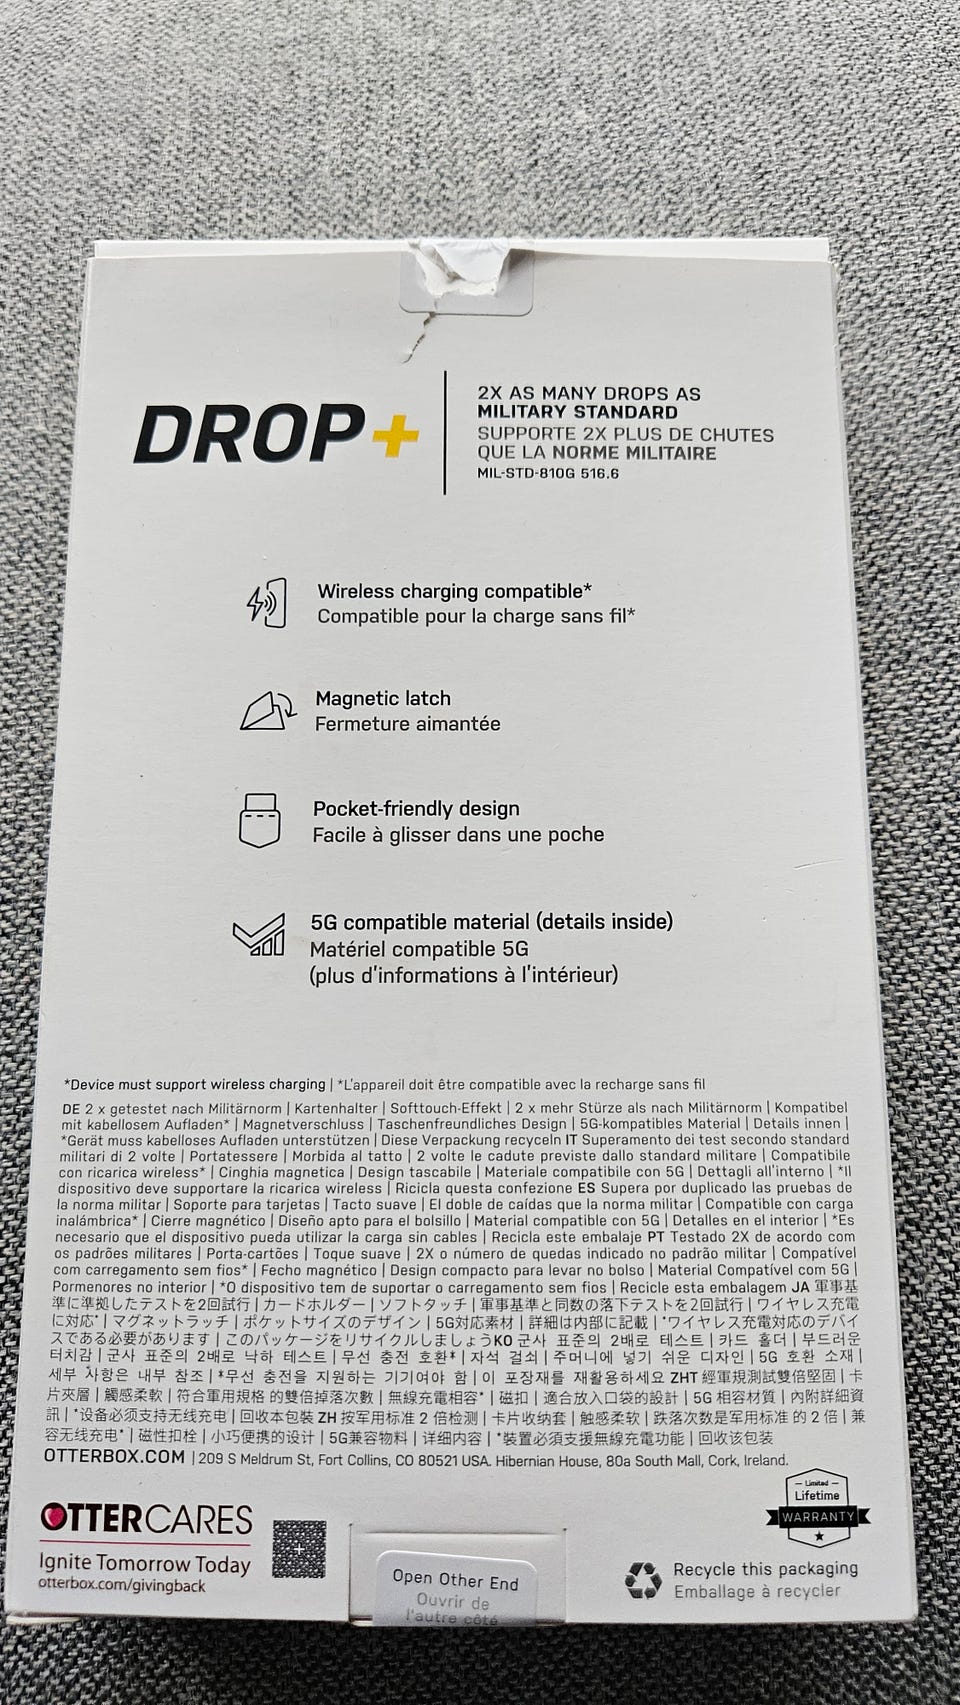 DROP+
2X AS MANY DROPS AS
MILITARY STANDARD
SUPPORTE 2X PLUS DE CHUTES
QUE LA NORME MILITAIRE
MIL-STD-810G 516.6
Wireless charging compatible*
Compatible pour la charge sans fil*
Magnetic latch
Fermeture aimantée
Pocket-friendly design
Facile à glisser dans une poche
5G compatible material (details inside)
Matériel compatible 5G
(plus d'informations à l'intérieur)
*Device must support wireless charging | *L'appareil doit être compatible avec la recharge sans fil
DE 2 x getestet nach Militärnorm | Kartenhalter | Softtouch-Effekt | 2 x mehr Stürze als nach Militärnorm | Kompatibel
mit kabellosem Aufladen* | Magnetverschluss | Taschenfreundliches Design | 5G-kompatibles Material | Details innen |
*Gerät muss kabelloses Aufladen unterstützen | Diese Verpackung recyceln IT Superamento dei test secondo standard
militari di 2 volte | Portatessere | Morbida al tatto | 2 volte le cadute previste dallo standard militare | Compatibile
con ricarica wireless* | Cinghia magnetica | Design tascabile | Materiale compatibile con 5G | Dettagli all'interno | *Il
dispositivo deve supportare la ricarica wireless | Ricicla questa confezione ES Supera por duplicado las pruebas de
la norma militar | Soporte para tarjetas | Tacto suave | El doble de caídas que la norma militar | Compatible con carga
inalámbrica* | Cierre magnético | Diseño apto para el bolsillo | Material compatible con 5G | Detalles en el interior | *Es
necesario que el dispositivo pueda utilizar la carga sin cables | Recicla este embalaje PT Testado 2X de acordo com
os padrões militares | Porta-cartões | Toque suave | 2X o número de quedas indicado no padrão militar | Compatível
com carregamento sem fios* | Fecho magnético | Design compacto para levar no bolso | Material Compatível com 5G |
Pormenores no interior | *O dispositivo tem de suportar o carregamento sem fios | Recicle esta embalagem JA 軍事基
準に準拠したテストを2回試行 | カードホルダー | ソフトタッチ | 軍事基準と同数の落下テストを2回試行 | ワイヤレス充電
に対応* | マグネットラッチ | ポケットサイズのデザイン | 5G対応素材 | 詳細は内部に記載 | *ワイヤレス充電対応のデバイ
スである必要があります | このパッケージをリサイクルしましょうKO 군사 표준의 2배로 테스트 | 카드 홀더 | 부드러운
터치감 | 군사 표준의 2배로 낙하 테스트 | 무선 충전 호환* | 자석 걸쇠 | 주머니에 넣기 쉬운 디자인 | 5G 호환 소재 |
세부 사항은 내부 참조 | *무선 충전을 지원하는 기기여야 함 | 이 포장재를 재활용하세요 ZHT 經軍規測試雙倍堅固 | 卡
片夾層 | 觸感柔軟 | 符合軍用規格 的雙倍掉落次數 | 無線充電相容* | 磁扣 | 適合放入口袋的設計 | 5G 相容材質 | 內附詳細資
訊 | *设备必须支持无线充电 | 回收本包裝 ZH 按军用标准 2 倍检测 | 卡片收纳套 | 触感柔软 | 跌落次数是军用标准 的 2 倍 | 兼
容无线充电* | 磁性扣栓 | 小巧便携的设计 | 5G兼容物料 | 详细内容 | *裝置必須支援無線充電功能 | 回收该包装
OTTERBOX.COM | 209 S Meldrum St, Fort Collins, CO 80521 USA. Hibernian House, 80a South Mall, Cork, Ireland.
OTTERCARES
Ignite Tomorrow Today
otterbox.com/givingback
Open Other End
Ouvrir de
l'autre côté
Limited
Lifetime
WARRANTY
Recycle this packaging
Emballage à recycler